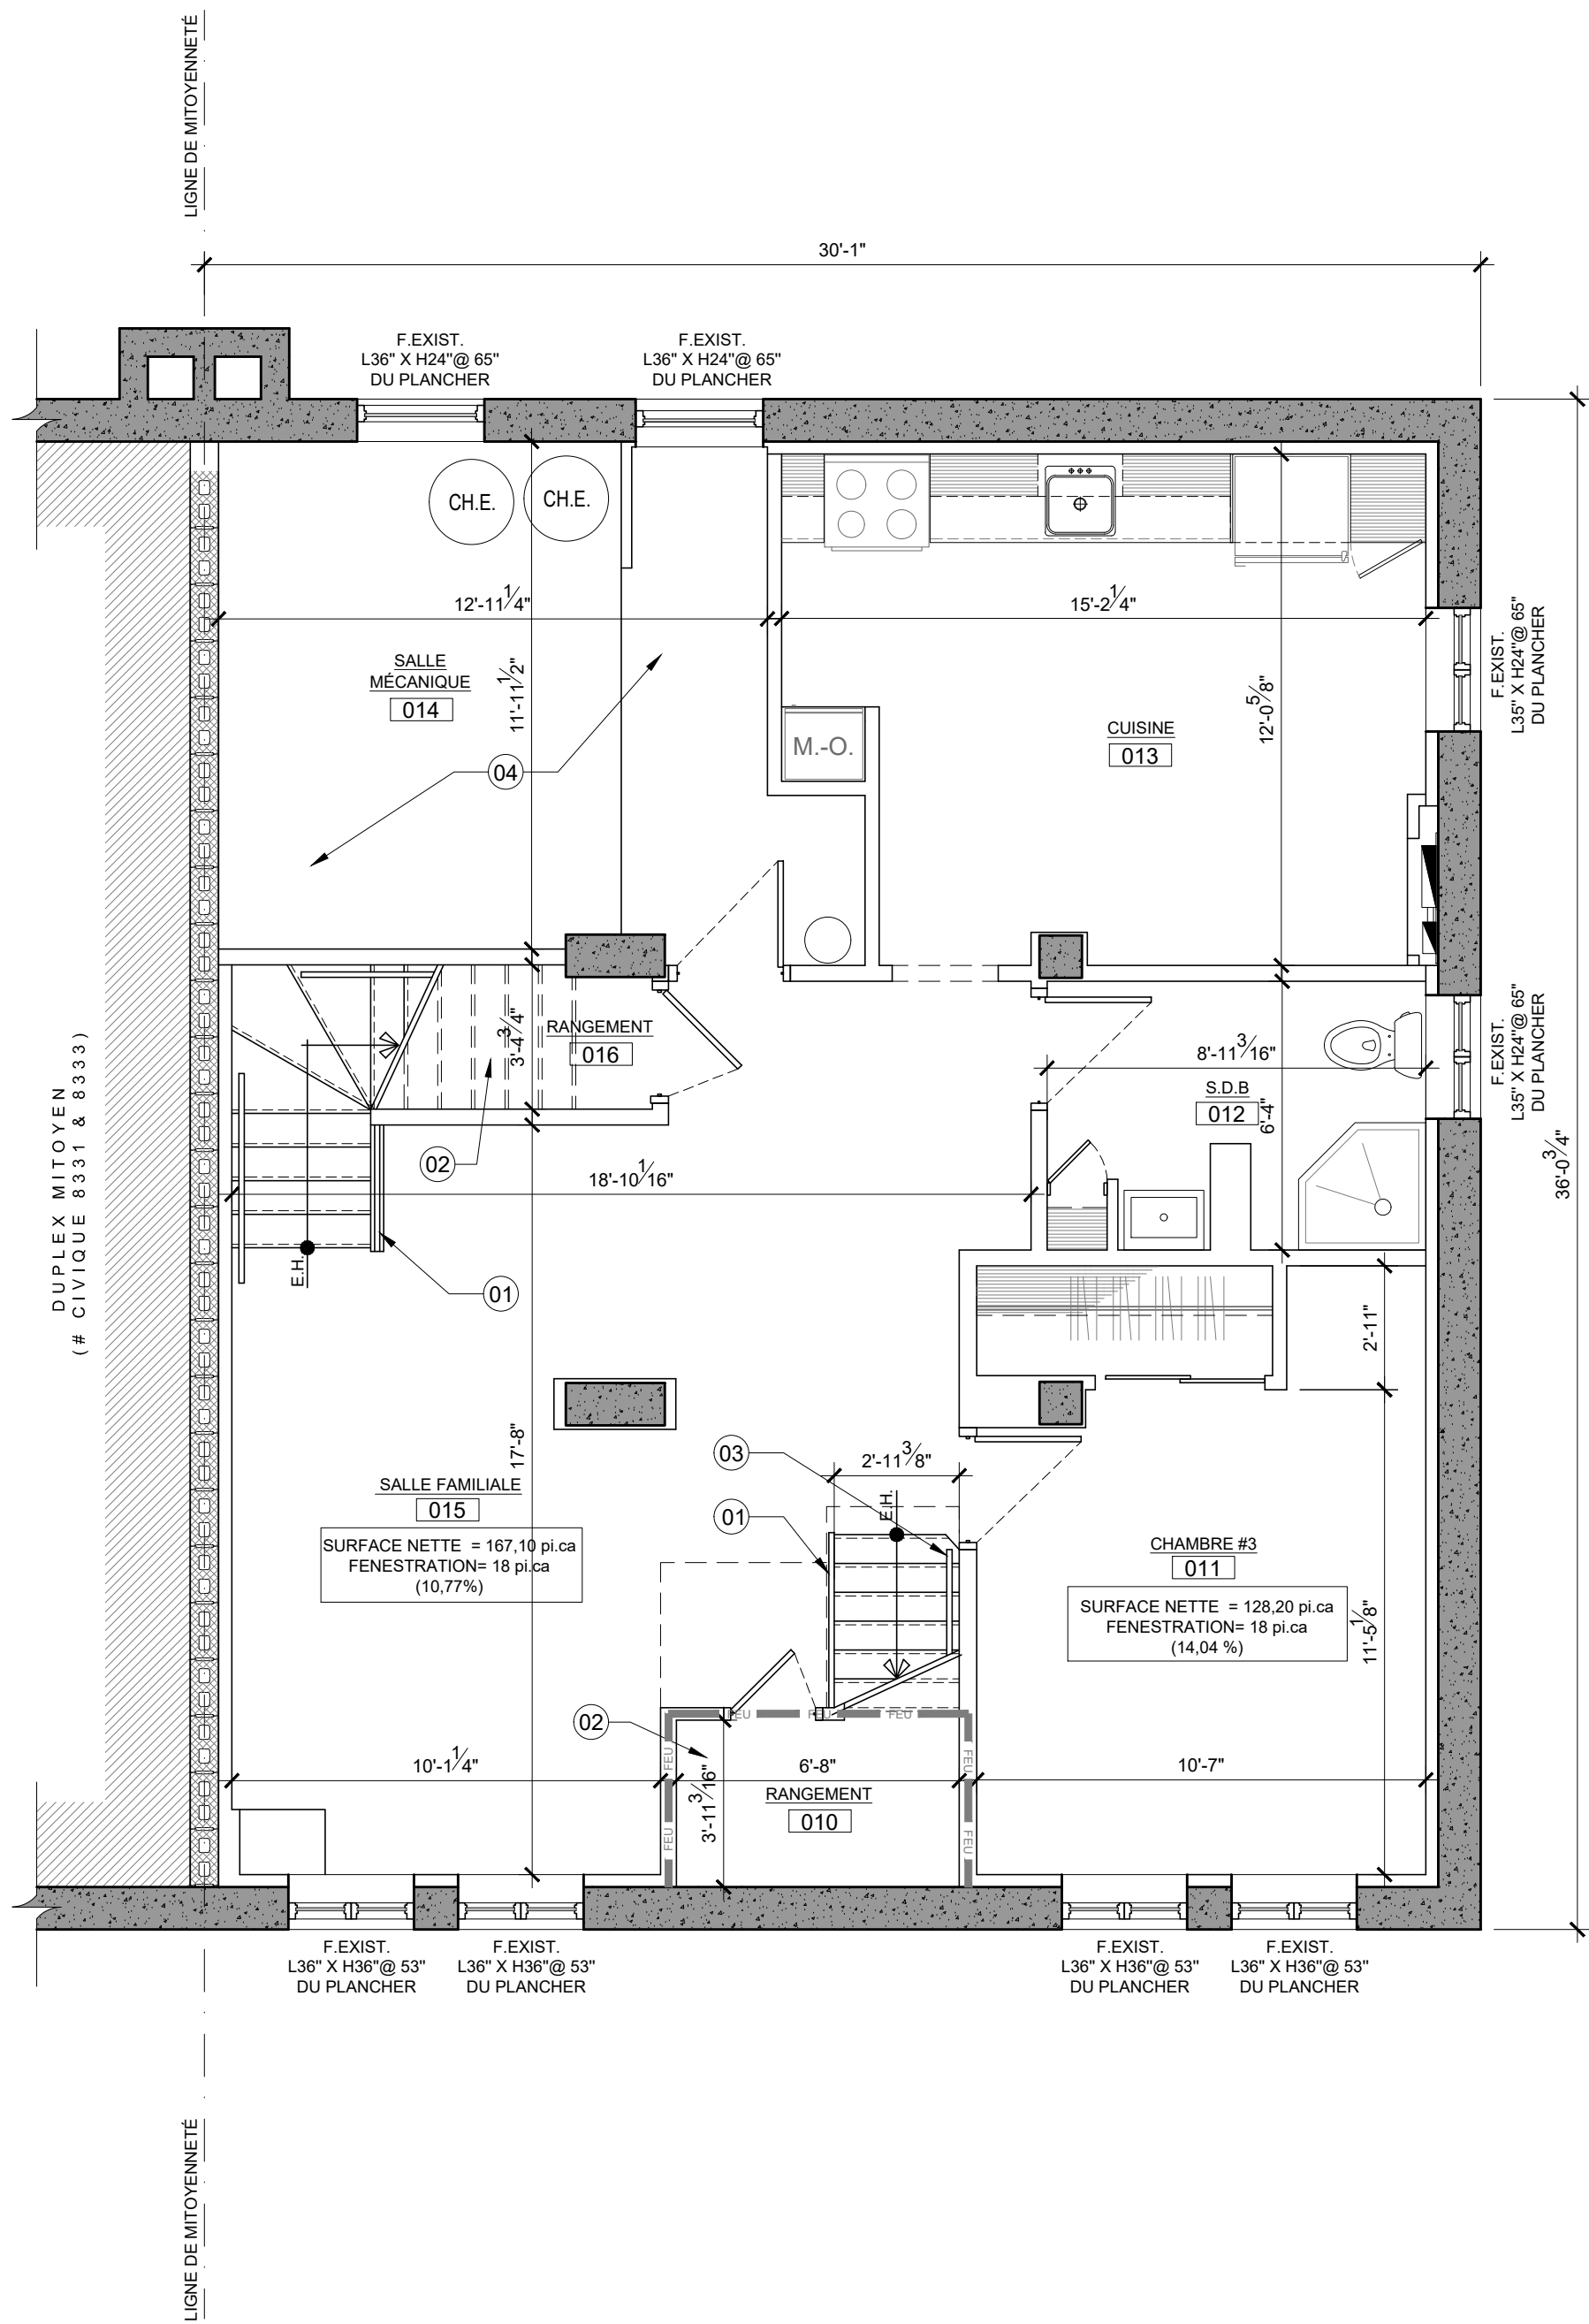 LIGNE DE MITOYENNETÉ
30'-1"
F.EXIST.
L36" X H24"@ 65"
DU PLANCHER
F.EXIST.
L36" X H24"@ 65"
DU PLANCHER
CH.E.
CH.E.
12'-11 1/4"
15'-2 1/4"
F.EXIST.
L35" X H24"@ 65"
DU PLANCHER
SALLE
MÉCANIQUE
014
11'-11 1/2"
12'-0 5/8"
M.-O.
CUISINE
013
04
RANGEMENT
016
3'-4 3/4"
8'-11 3/16"
F.EXIST.
L35" X H24"@ 65"
DU PLANCHER
S.D.B
012
6'-4"
36'-0 3/4"
DUPLEX MITOYEN
(# CIVIQUE 8331 & 8333)
02
18'-10 1/16"
E.H.
01
2'-11"
17'-8"
03
2'-11 3/8"
E.H.
SALLE FAMILIALE
015
01
SURFACE NETTE = 167,10 pi.ca
FENESTRATION= 18 pi.ca
(10,77%)
CHAMBRE #3
011
SURFACE NETTE = 128,20 pi.ca
FENESTRATION= 18 pi.ca
(14,04 %)
11'-5 1/8"
02
FEU
FEU
FEU
FEU
FEU
10'-1 1/4"
6'-8"
10'-7"
3'-11 3/16"
RANGEMENT
010
FEU
FEU
F.EXIST.
L36" X H36"@ 53"
DU PLANCHER
F.EXIST.
L36" X H36"@ 53"
DU PLANCHER
F.EXIST.
L36" X H36"@ 53"
DU PLANCHER
F.EXIST.
L36" X H36"@ 53"
DU PLANCHER
LIGNE DE MITOYENNETÉ